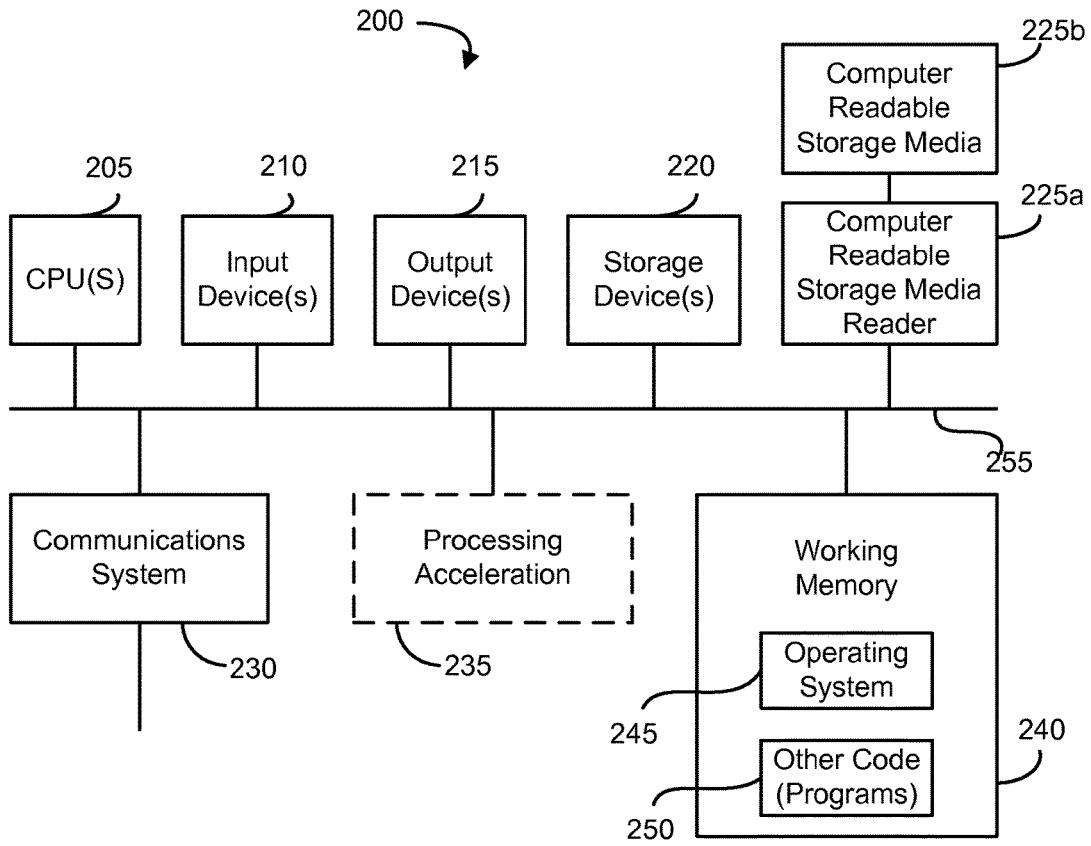 200
225b
Computer
Readable
Storage Media
205
210
215
220
225a
CPU(S)
Input
Device(s)
Output
Device(s)
Storage
Device(s)
Computer
Readable
Storage Media
Reader
255
Communications
System
230
Processing
Acceleration
235
Working
Memory
Operating
System
245
240
Other Code
(Programs)
250